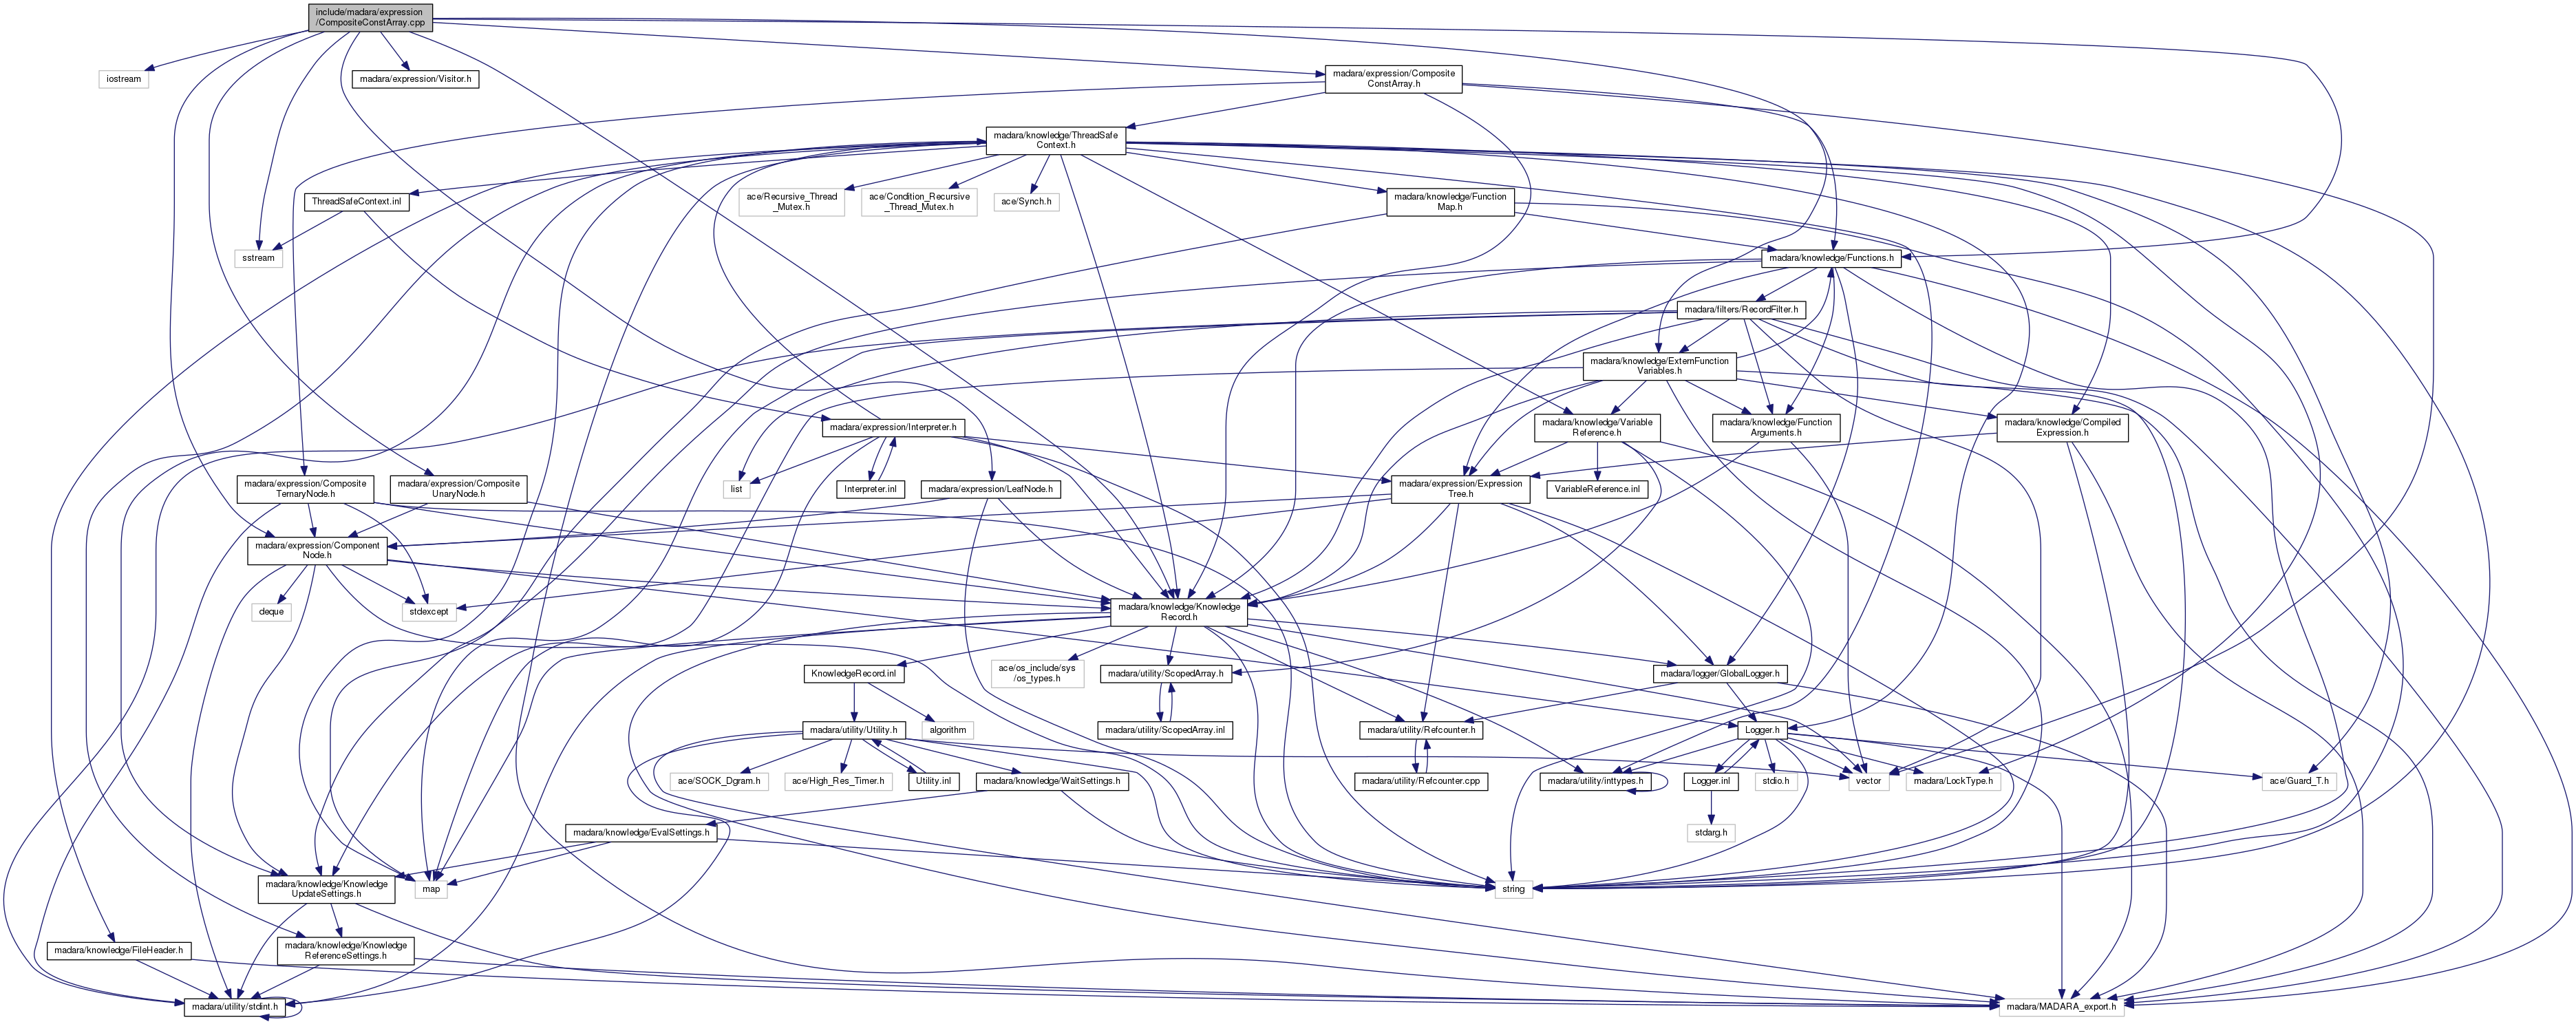 include/madara/expression
/CompositeConstArray.cpp
iostream
madara/expression/Visitor.h
madara/expression/Composite
ConstArray.h
madara/knowledge/ThreadSafe
Context.h
ThreadSafeContext.inl
ace/Recursive_Thread
_Mutex.h
ace/Condition_Recursive
_Thread_Mutex.h
ace/Synch.h
madara/knowledge/Function
Map.h
sstream
madara/knowledge/Functions.h
madara/filters/RecordFilter.h
madara/knowledge/ExternFunction
Variables.h
madara/expression/Interpreter.h
madara/knowledge/Variable
Reference.h
madara/knowledge/Function
Arguments.h
madara/knowledge/Compiled
Expression.h
madara/expression/Composite
TernaryNode.h
madara/expression/Composite
UnaryNode.h
list
Interpreter.inl
madara/expression/LeafNode.h
madara/expression/Expression
Tree.h
VariableReference.inl
madara/expression/Component
Node.h
deque
stdexcept
madara/knowledge/Knowledge
Record.h
KnowledgeRecord.inl
ace/os_include/sys
/os_types.h
madara/utility/ScopedArray.h
madara/logger/GlobalLogger.h
madara/utility/Utility.h
algorithm
madara/utility/ScopedArray.inl
madara/utility/Refcounter.h
Logger.h
ace/SOCK_Dgram.h
ace/High_Res_Timer.h
Utility.inl
madara/knowledge/WaitSettings.h
madara/utility/Refcounter.cpp
madara/utility/inttypes.h
Logger.inl
stdio.h
vector
madara/LockType.h
ace/Guard_T.h
madara/knowledge/EvalSettings.h
stdarg.h
madara/knowledge/Knowledge
UpdateSettings.h
map
string
madara/knowledge/FileHeader.h
madara/knowledge/Knowledge
ReferenceSettings.h
madara/utility/stdint.h
madara/MADARA_export.h